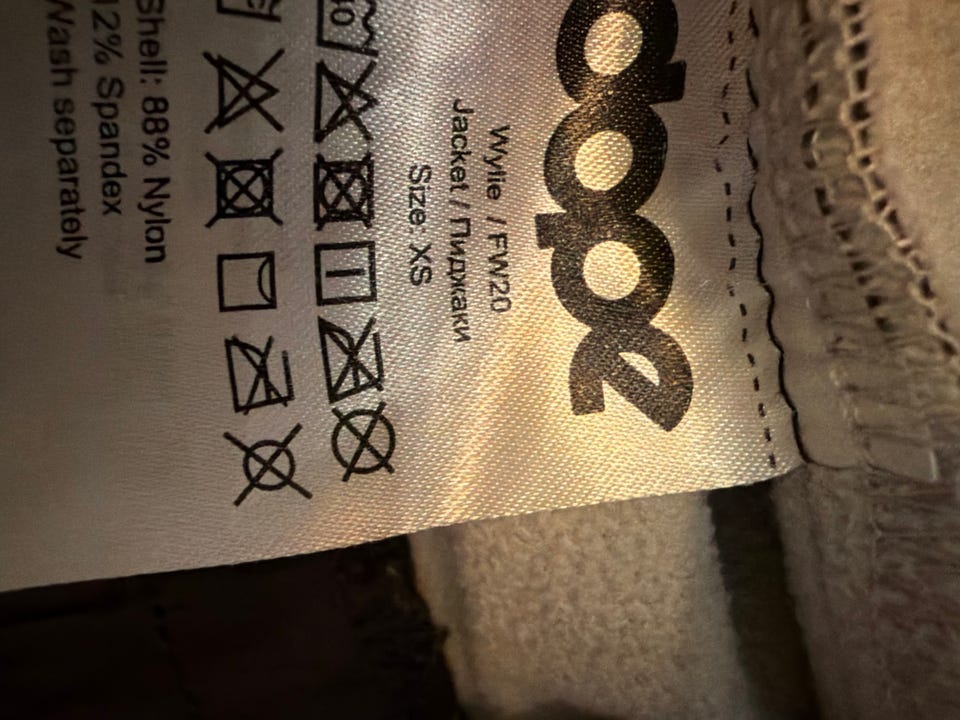 dope
Wylie / FW20
Jacket / Пиджаки
Size: XS
Shell: 88% Nylon
12% Spandex
Wash separately